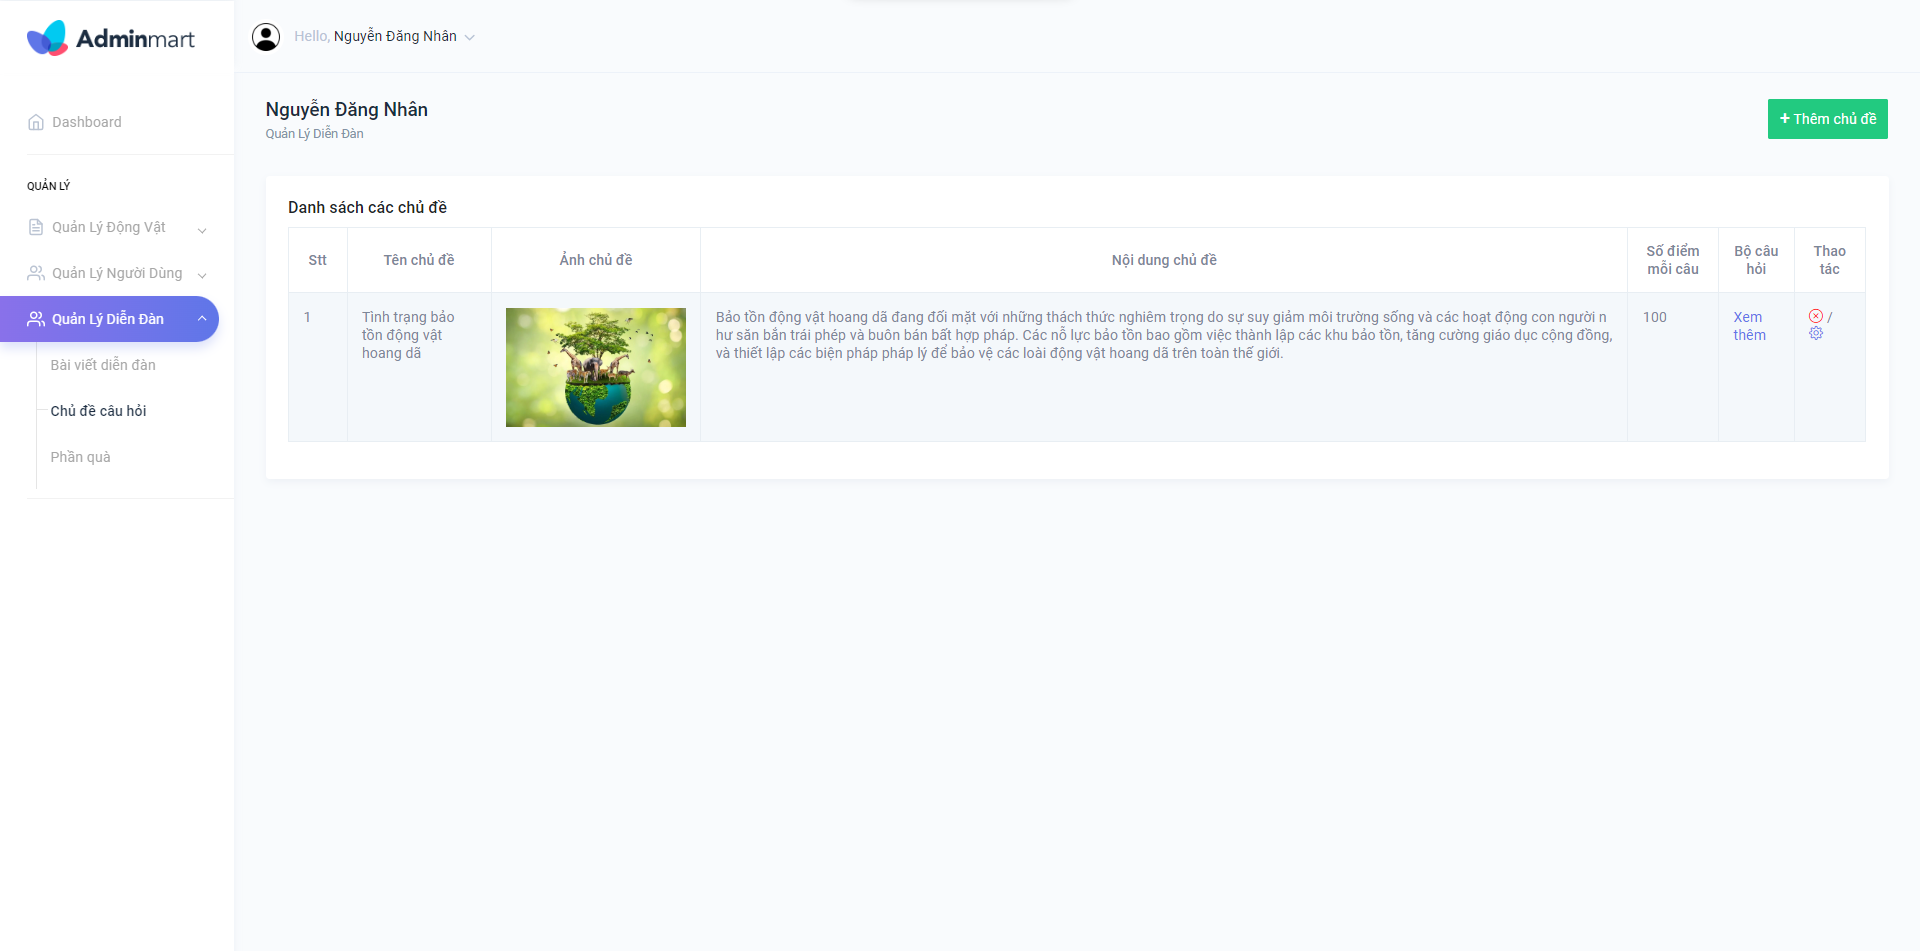 Adminmart
Hello, Nguyễn Đăng Nhân
Dashboard
QUẢN LÝ
Quản Lý Động Vật
Quản Lý Người Dùng
Quản Lý Diễn Đàn
Bài viết diễn đàn
Chủ đề câu hỏi
Phần quà
Nguyễn Đăng Nhân
Quản Lý Diễn Đàn
+ Thêm chủ đề
Danh sách các chủ đề
Stt
Tên chủ đề
Ảnh chủ đề
Nội dung chủ đề
Số điểm
mỗi câu
Bộ câu
hỏi
Thao
tác
1
Tình trạng bảo
tồn động vật
hoang dã
Bảo tồn động vật hoang dã đang đối mặt với những thách thức nghiêm trọng do sự suy giảm môi trường sống và các hoạt động con người n
hư săn bắn trái phép và buôn bán bất hợp pháp. Các nỗ lực bảo tồn bao gồm việc thành lập các khu bảo tồn, tăng cường giáo dục cộng đồng,
và thiết lập các biện pháp pháp lý để bảo vệ các loài động vật hoang dã trên toàn thế giới.
100
Xem
thêm
/